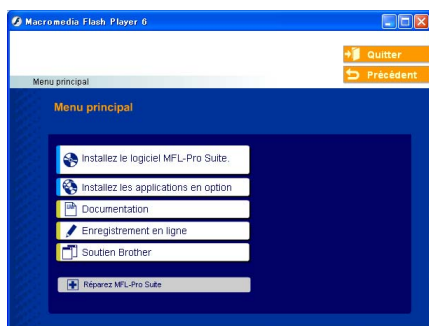 Macromedia Flash Player 6
Quitter
Précédent
Menu principal
Menu principal
Installez le logiciel MFL-Pro Suite.
Installez les applications en option
Documentation
Enregistrement en ligne
Soutien Brother
Réparez MFL-Pro Suite